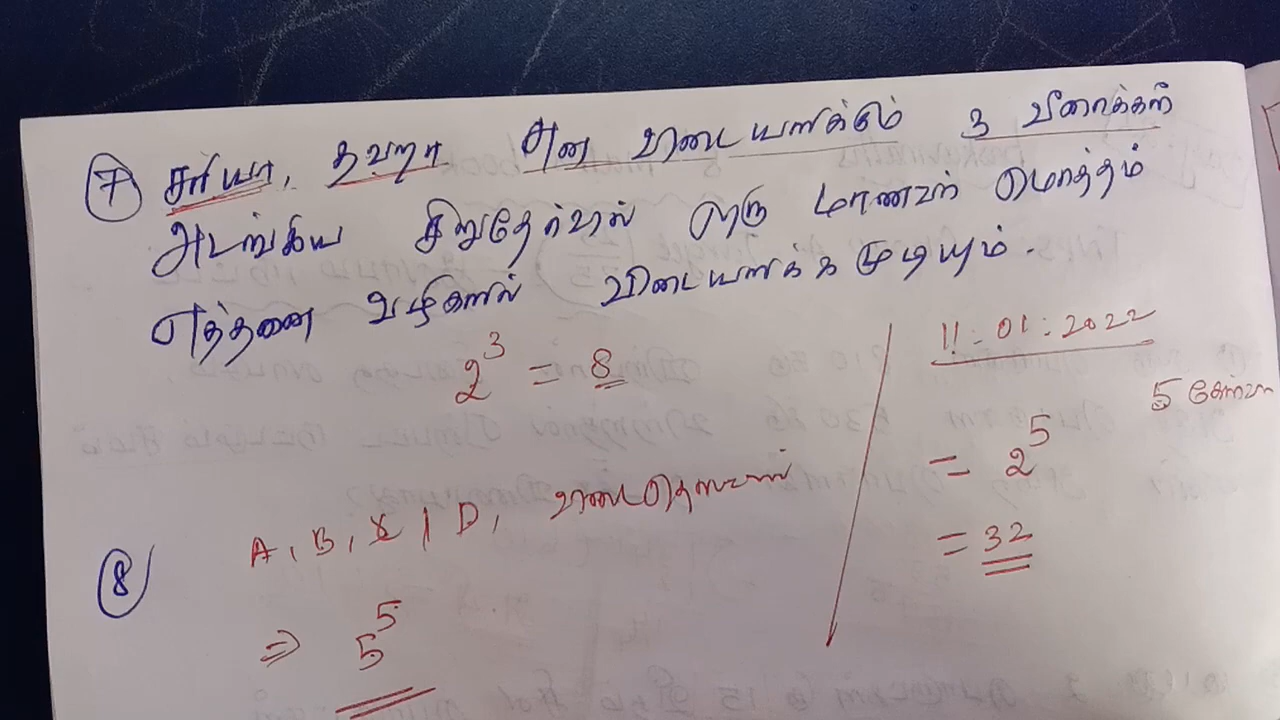 7 சரியா, தவறா என விடையளிக்கும் 3 வினாக்கள்
அடங்கிய சிறுதேர்வில் ஒரு மாணவர் மொத்தம்
எத்தனை வழிகளில் விடையளிக்க முடியும்.
2³ = 8
11:01:2022
5 கேள்வி
= 2⁵
= 32
8 A, B, C, D,
⇒ 5⁵